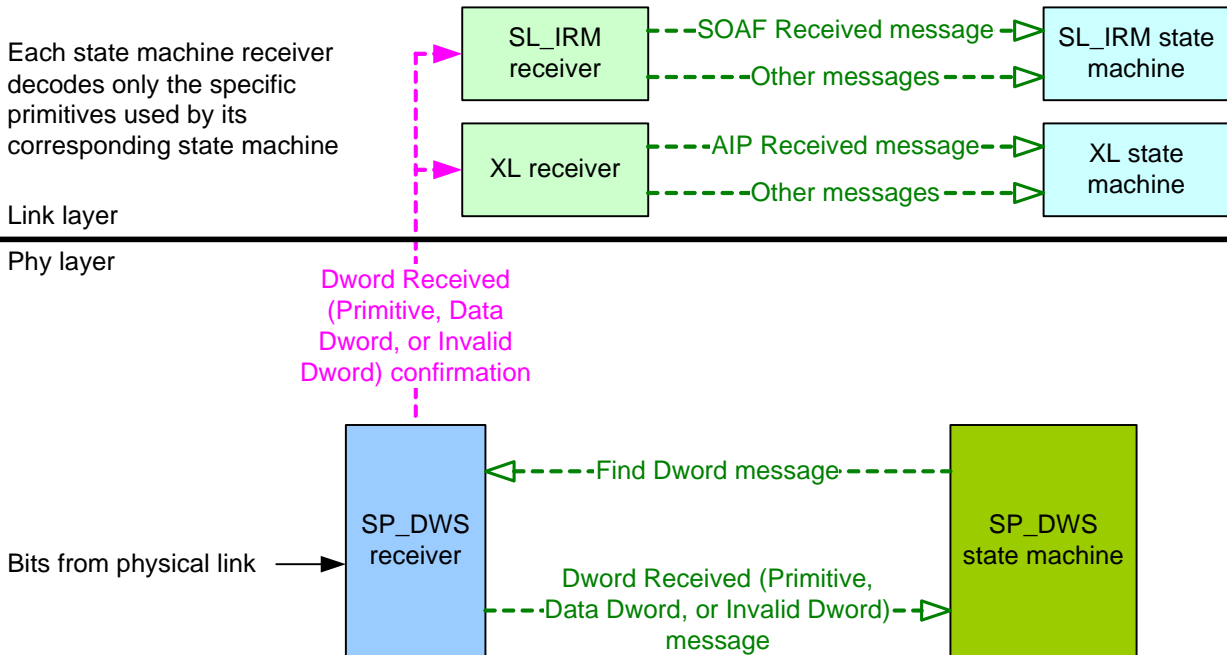 Each state machine receiver
decodes only the specific
primitives used by its
corresponding state machine
SL_IRM
receiver
SOAF Received message
Other messages
SL_IRM state
machine
XL receiver
AIP Received message
Other messages
XL state
machine
Link layer
Phy layer
Dword Received
(Primitive, Data
Dword, or Invalid
Dword) confirmation
Bits from physical link
SP_DWS
receiver
Find Dword message
Dword Received (Primitive,
Data Dword, or Invalid Dword)
message
SP_DWS
state machine